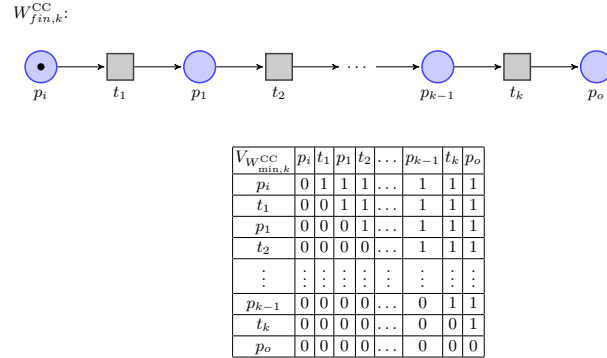 W^CC_fin,k:
p_i t_1 p_1 t_2 ... p_{k−1} t_k p_o
V_{W^CC_min,k} p_i t_1 p_1 t_2 ... p_{k−1} t_k p_o
p_i 0 1 1 1 ... 1 1 1
t_1 0 0 1 1 ... 1 1 1
p_1 0 0 0 1 ... 1 1 1
t_2 0 0 0 0 ... 1 1 1
⋮ ⋮ ⋮ ⋮ ⋮ ⋮ ⋮ ⋮ ⋮
p_{k−1} 0 0 0 0 ... 0 1 1
t_k 0 0 0 0 ... 0 0 1
p_o 0 0 0 0 ... 0 0 0